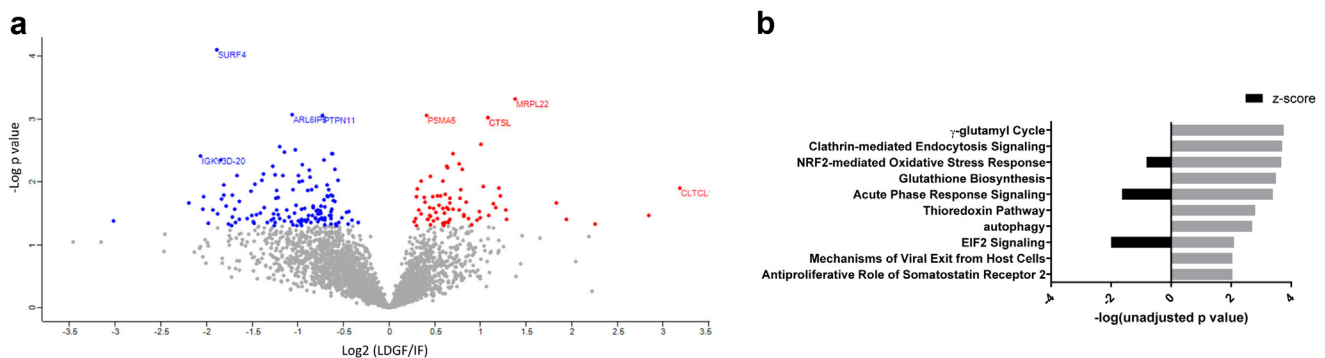 a
b
4
SURF4
MRPL22
3
ARL6IP5
PTPN11
PSMA5
CTSL
IGKV3D-20
2
CLTCL
1
0
-3.5 -3 -2.5 -2 -1.5 -1 -0.5 0 0.5 1 1.5 2 2.5 3 3.5
-Log p value
Log2 (LDGF/IF)
z-score
γ-glutamyl Cycle
Clathrin-mediated Endocytosis Signaling
NRF2-mediated Oxidative Stress Response
Glutathione Biosynthesis
Acute Phase Response Signaling
Thioredoxin Pathway
autophagy
EIF2 Signaling
Mechanisms of Viral Exit from Host Cells
Antiproliferative Role of Somatostatin Receptor 2
-4 -2 0 2 4
-log(unadjusted p value)